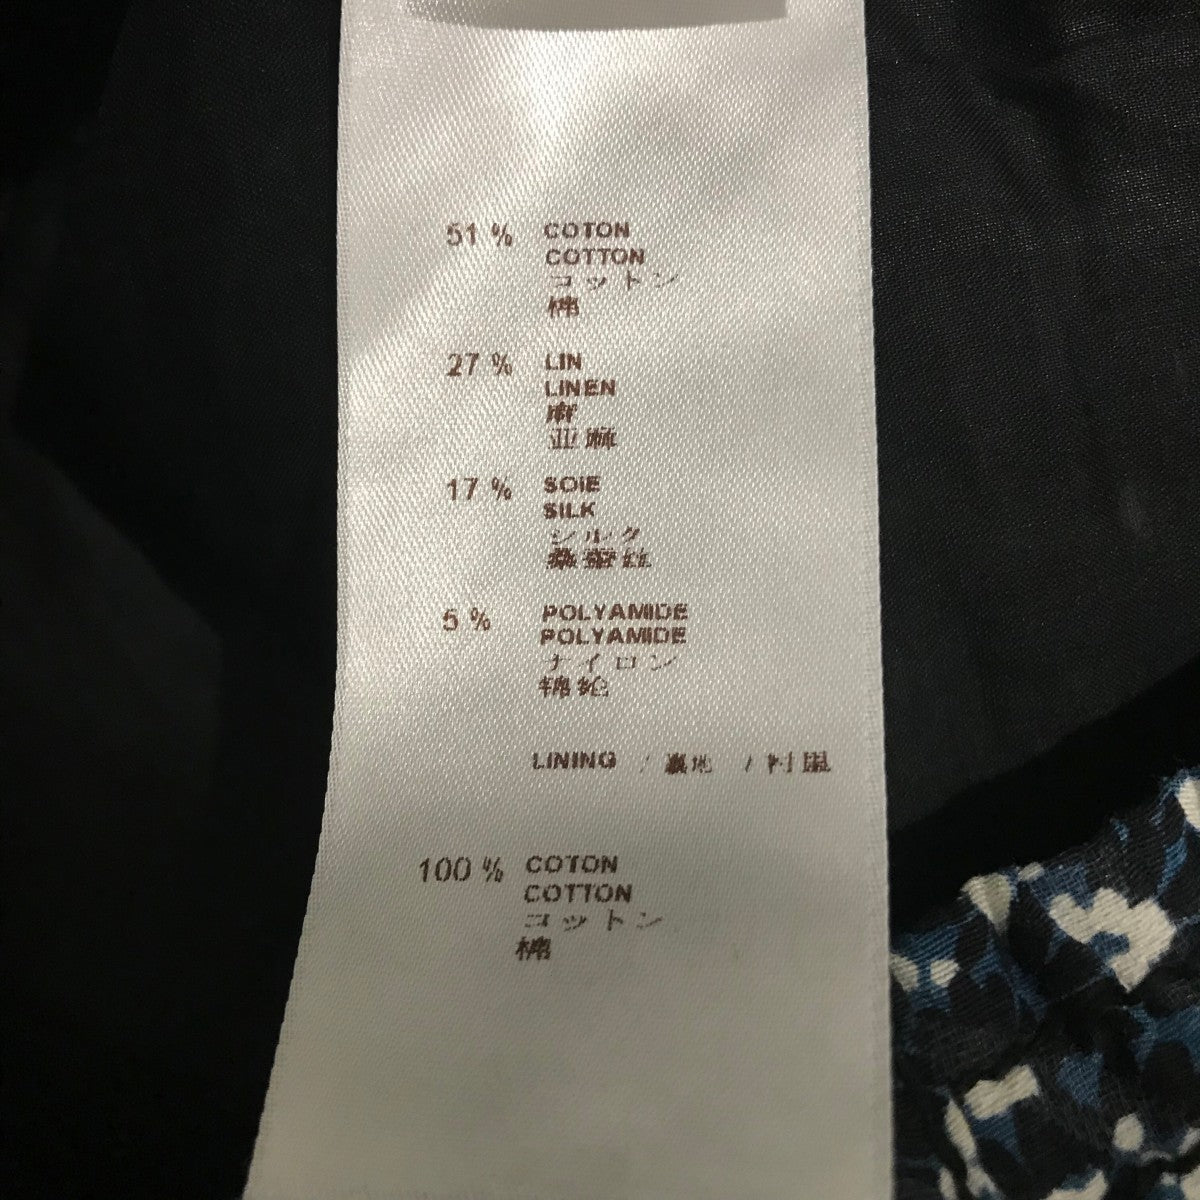 51 % COTON
COTTON
コットン
棉
27 % LIN
LINEN
麻
亚麻
17 % SOIE
SILK
シルク
桑蚕丝
5 % POLYAMIDE
POLYAMIDE
ナイロン
锦纶
LINING / 裏地 / 衬里
100 % COTON
COTTON
コットン
棉